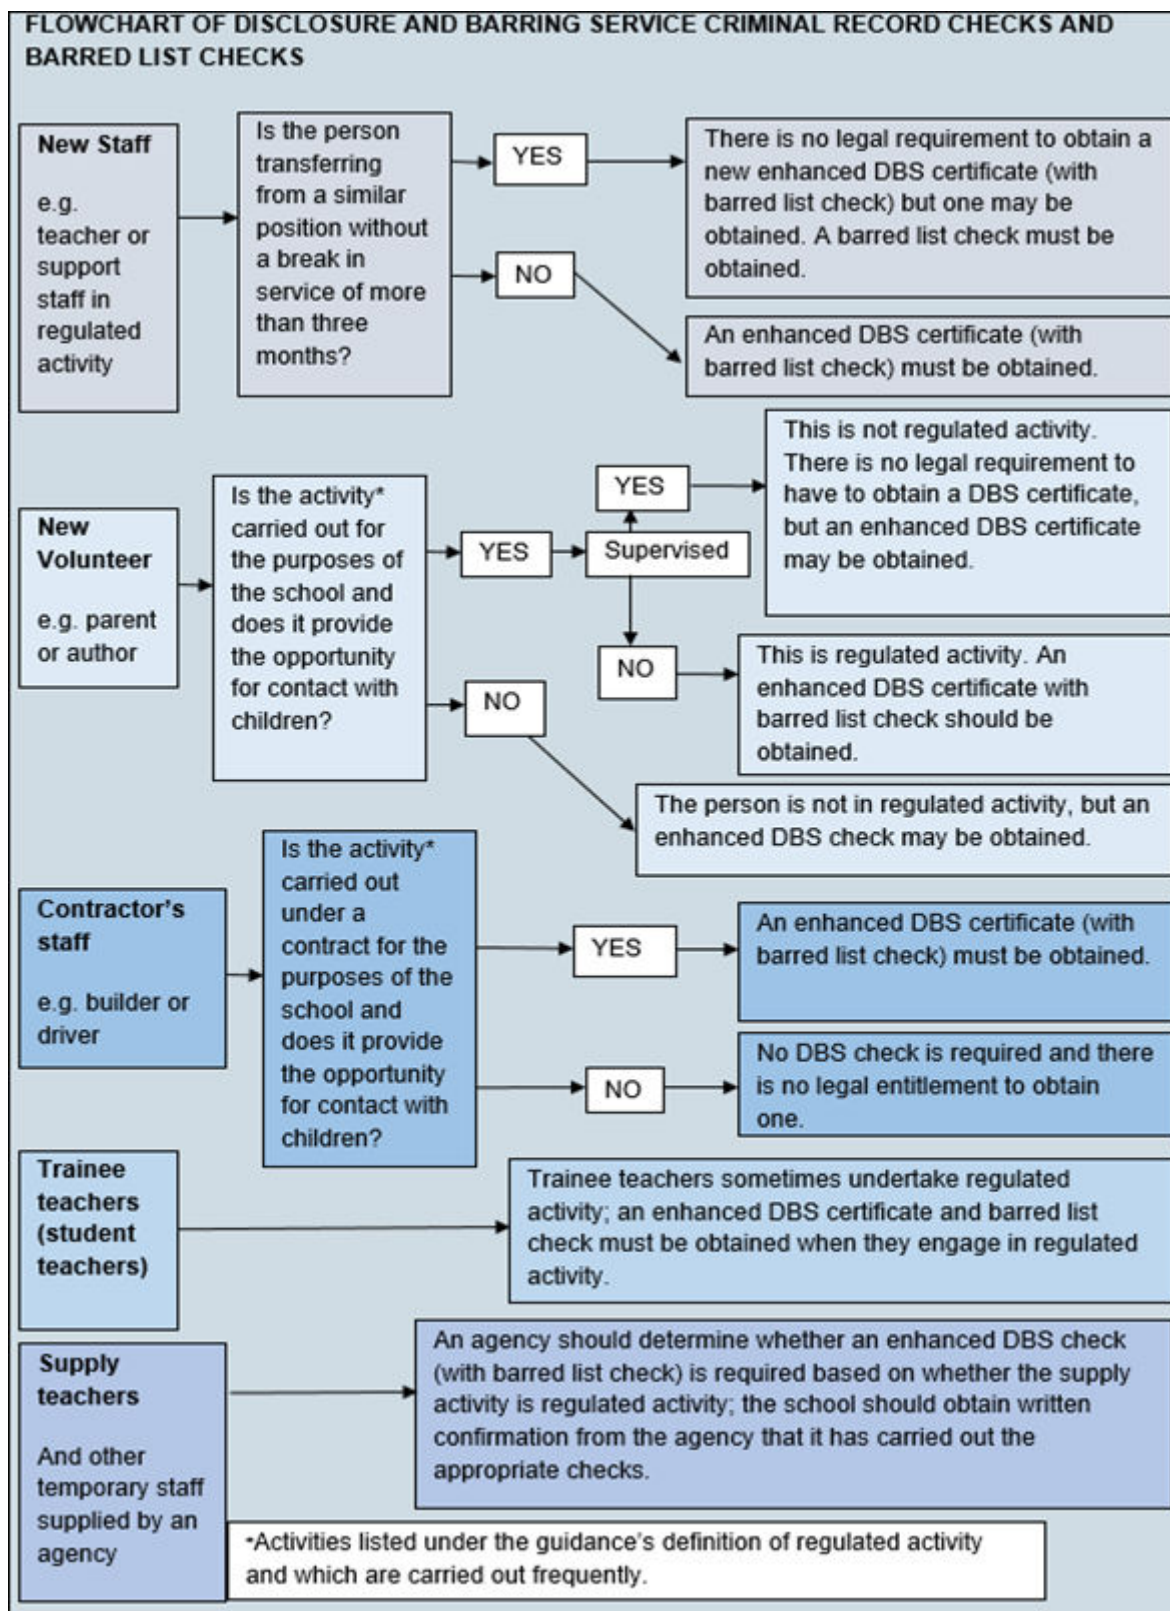 FLOWCHART OF DISCLOSURE AND BARRING SERVICE CRIMINAL RECORD CHECKS AND
BARRED LIST CHECKS
New Staff
e.g.
teacher or
support
staff in
regulated
activity
Is the person
transferring
from a similar
position without
a break in
service of more
than three
months?
YES
There is no legal requirement to obtain a
new enhanced DBS certificate (with
barred list check) but one may be
obtained. A barred list check must be
obtained.
NO
An enhanced DBS certificate (with
barred list check) must be obtained.
New
Volunteer
e.g. parent
or author
Is the activity*
carried out for
the purposes of
the school and
does it provide
the opportunity
for contact with
children?
YES
Supervised
YES
This is not regulated activity.
There is no legal requirement to
have to obtain a DBS certificate,
but an enhanced DBS certificate
may be obtained.
NO
This is regulated activity. An
enhanced DBS certificate with
barred list check should be
obtained.
NO
The person is not in regulated activity, but an
enhanced DBS check may be obtained.
Contractor's
staff
e.g. builder or
driver
Is the activity*
carried out
under a
contract for the
purposes of the
school and
does it provide
the opportunity
for contact with
children?
YES
An enhanced DBS certificate (with
barred list check) must be obtained.
NO
No DBS check is required and there
is no legal entitlement to obtain
one.
Trainee
teachers
(student
teachers)
Trainee teachers sometimes undertake regulated
activity; an enhanced DBS certificate and barred list
check must be obtained when they engage in regulated
activity.
Supply
teachers
And other
temporary staff
supplied by an
agency
An agency should determine whether an enhanced DBS check
(with barred list check) is required based on whether the supply
activity is regulated activity; the school should obtain written
confirmation from the agency that it has carried out the
appropriate checks.
*Activities listed under the guidance's definition of regulated activity
and which are carried out frequently.